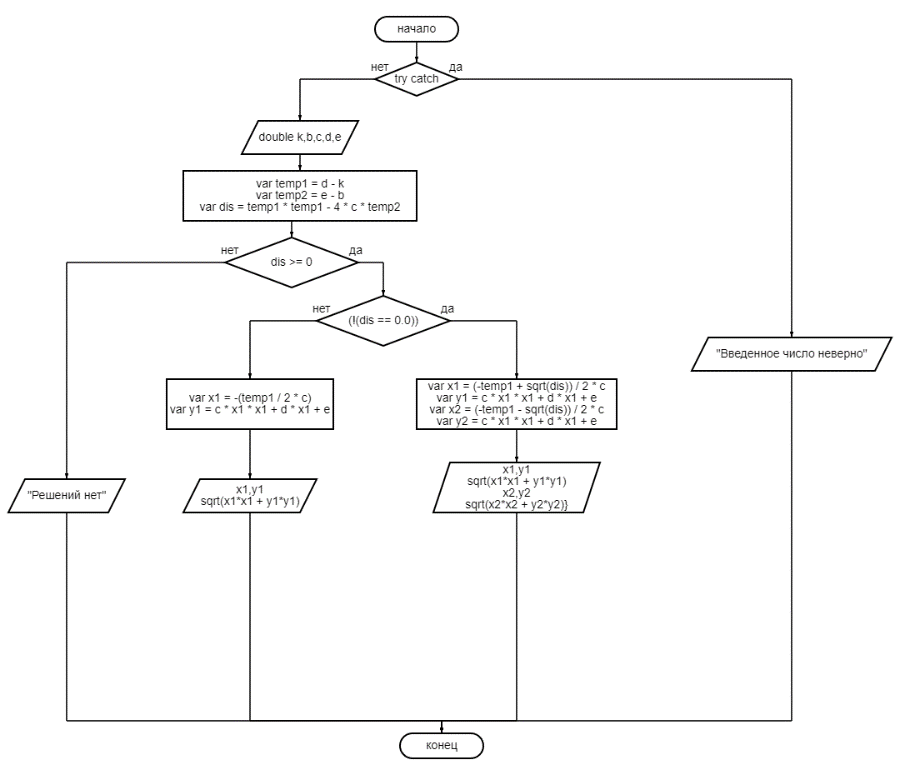 начало
нет
да
try catch
double k,b,c,d,e
var temp1 = d - k
var temp2 = e - b
var dis = temp1 * temp1 - 4 * c * temp2
нет
да
dis >= 0
нет
да
(!(dis == 0.0))
"Введенное число неверно"
var x1 = -(temp1 / 2 * c)
var y1 = c * x1 * x1 + d * x1 + e
var x1 = (-temp1 + sqrt(dis)) / 2 * c
var y1 = c * x1 * x1 + d * x1 + e
var x2 = (-temp1 - sqrt(dis)) / 2 * c
var y2 = c * x1 * x1 + d * x1 + e
"Решений нет"
x1,y1
sqrt(x1*x1 + y1*y1)
x1,y1
sqrt(x1*x1 + y1*y1)
x2,y2
sqrt(x2*x2 + y2*y2)}
конец